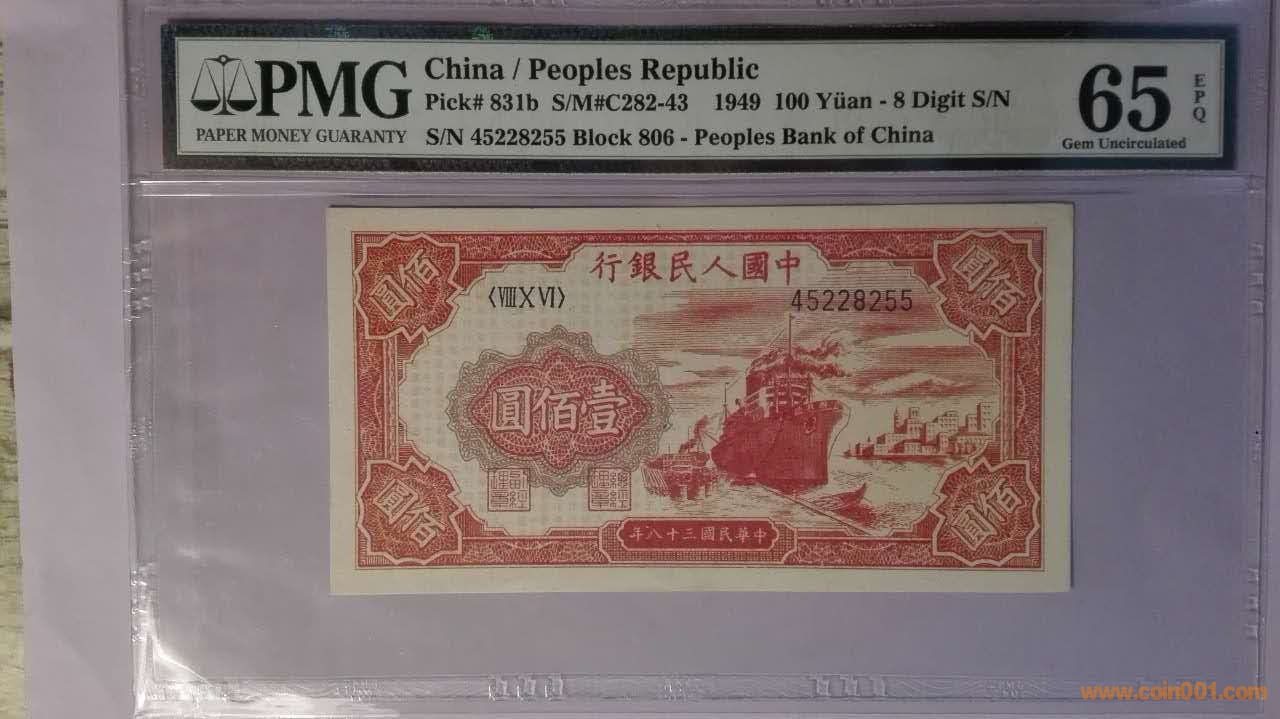 PMG
PAPER MONEY GUARANTY
China / Peoples Republic
Pick# 831b S/M#C282-43 1949 100 Yüan - 8 Digit S/N
S/N 45228255 Block 806 - Peoples Bank of China
65
EPQ
Gem Uncirculated
行銀民人國中
圓佰
圓佰
〈ⅧⅩⅥ〉
45228255
圓佰壹
圓佰
圓佰
年八十三國民華中
www.coin001.com